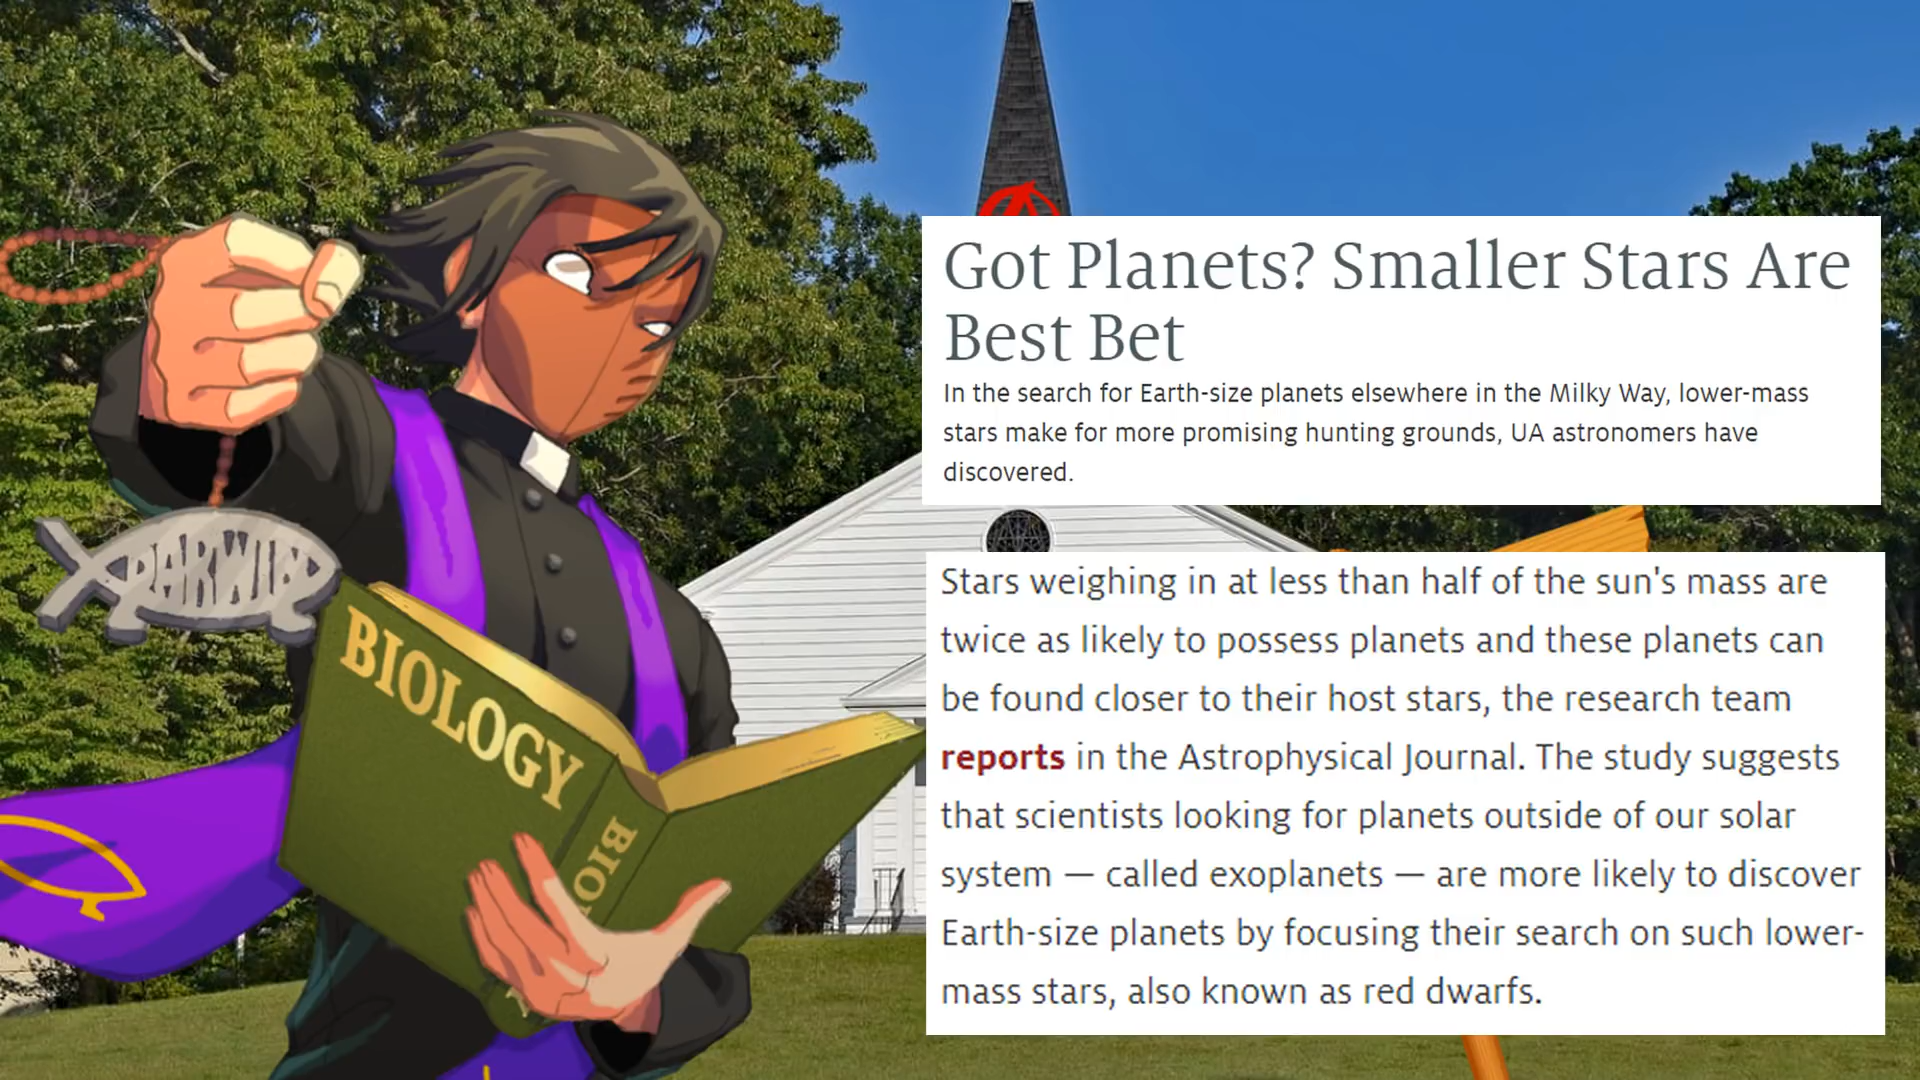 Got Planets? Smaller Stars Are
Best Bet
In the search for Earth-size planets elsewhere in the Milky Way, lower-mass
stars make for more promising hunting grounds, UA astronomers have
discovered.
DARWIN
BIOLOGY
BIO
Stars weighing in at less than half of the sun's mass are
twice as likely to possess planets and these planets can
be found closer to their host stars, the research team
reports in the Astrophysical Journal. The study suggests
that scientists looking for planets outside of our solar
system — called exoplanets — are more likely to discover
Earth-size planets by focusing their search on such lower-
mass stars, also known as red dwarfs.